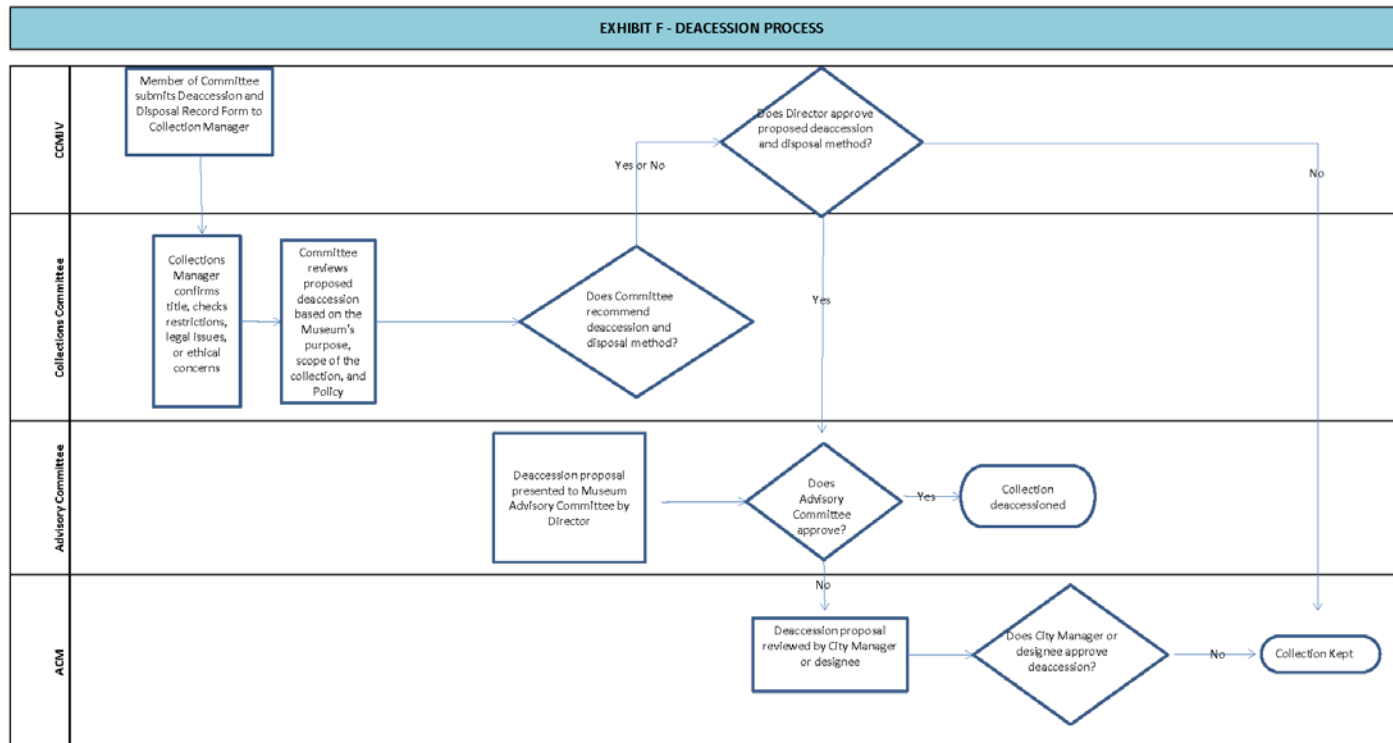 EXHIBIT F - DEACESSION PROCESS
CCMIV
Member of Committee
submits Deaccession and
Disposal Record Form to
Collection Manager
Does Director approve
proposed deaccession
and disposal method?
Yes or No
No
Collections Committee
Collections
Manager
confirms
title, checks
restrictions,
legal issues,
or ethical
concerns
Committee
reviews
proposed
deaccession
based on the
Museum's
purpose,
scope of the
collection, and
Policy
Does Committee
recommend
deaccession and
disposal method?
Yes
Advisory Committee
Deaccession proposal
presented to Museum
Advisory Committee by
Director
Does
Advisory
Committee
approve?
Yes
Collection
deaccessioned
No
ACM
Deaccession proposal
reviewed by City Manager
or designee
Does City Manager or
designee approve
deaccession?
No
Collection Kept